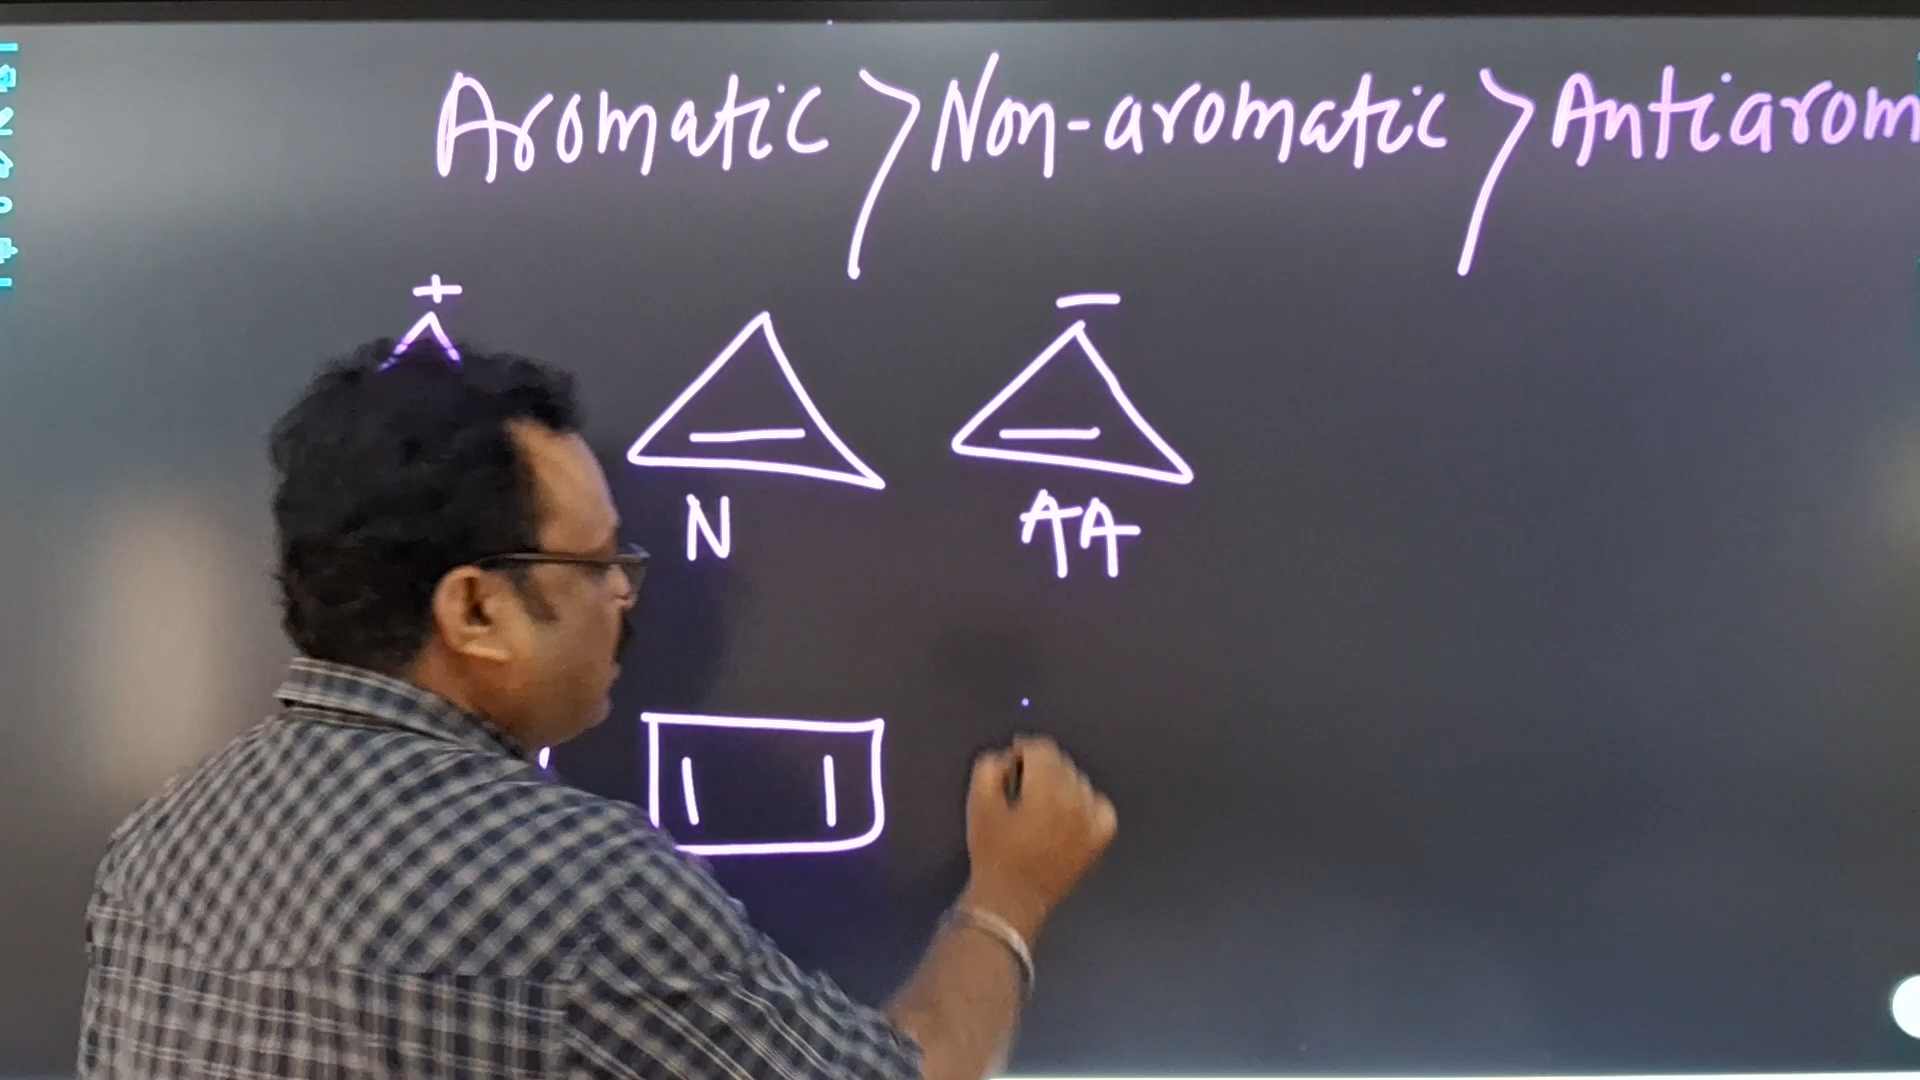 Aromatic > Non-aromatic > Antiarom
+ –
N AA